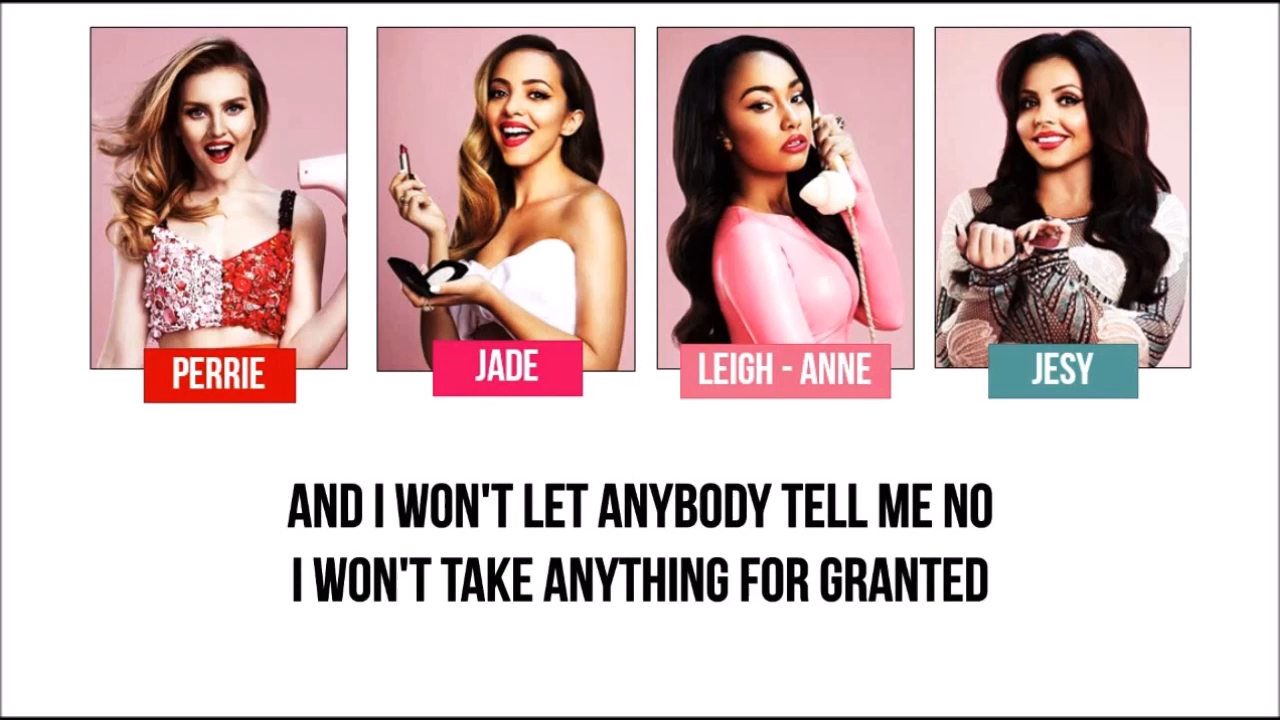 PERRIE
JADE
LEIGH - ANNE
JESY
AND I WON'T LET ANYBODY TELL ME NO
I WON'T TAKE ANYTHING FOR GRANTED